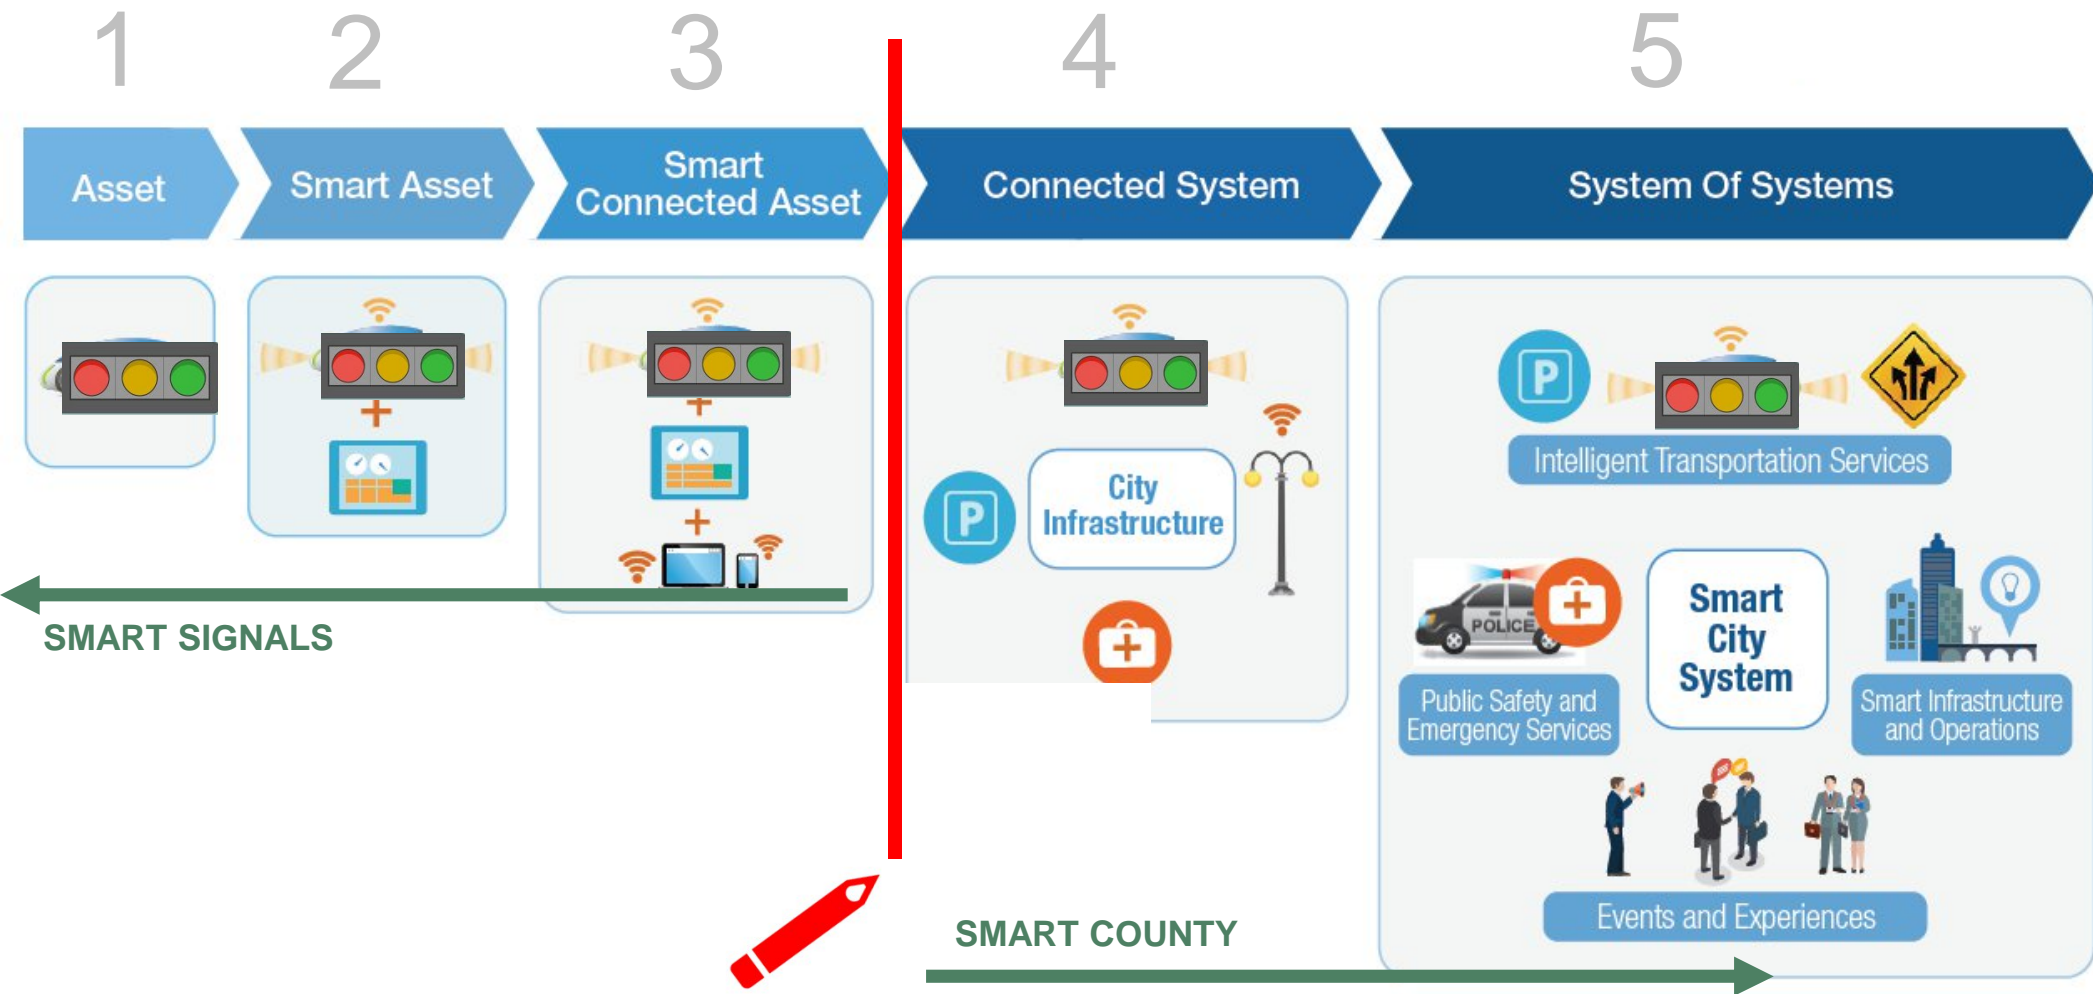 1
2
3
4
5
Asset
Smart Asset
Smart
Connected Asset
Connected System
System Of Systems
P
City
Infrastructure
SMART SIGNALS
P
Intelligent Transportation Services
POLICE
Smart
City
System
Public Safety and
Emergency Services
Smart Infrastructure
and Operations
Events and Experiences
SMART COUNTY